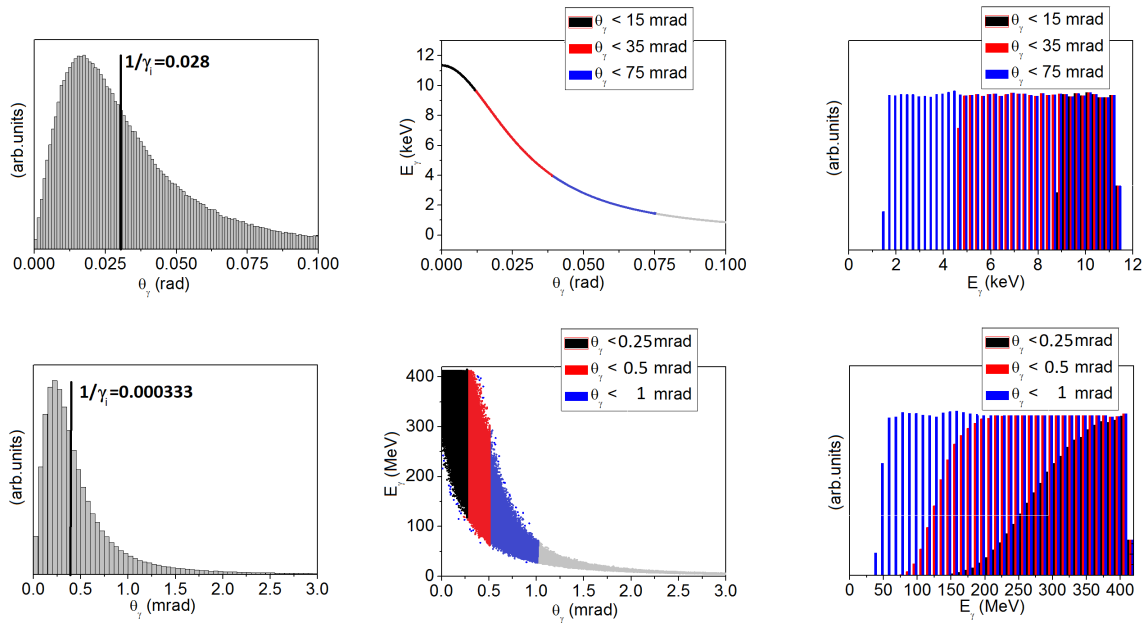 (arb.units)
1/γi=0.028
0.000 0.025 0.050 0.075 0.100
θγ (rad)
θγ < 15 mrad
θγ < 35 mrad
θγ < 75 mrad
13
12
10
8
6
4
2
0
Eγ (keV)
0.000 0.025 0.050 0.075 0.100
θγ (rad)
θγ < 15 mrad
θγ < 35 mrad
θγ < 75 mrad
(arb.units)
0 2 4 6 8 10 12
Eγ (keV)
(arb.units)
1/γi=0.000333
0.0 0.5 1.0 1.5 2.0 2.5 3.0
θγ (mrad)
θγ < 0.25 mrad
θγ < 0.5 mrad
θγ < 1 mrad
400
300
200
100
0
Eγ (MeV)
0.0 0.5 1.0 1.5 2.0 2.5 3.0
θγ (mrad)
θγ < 0.25 mrad
θγ < 0.5 mrad
θγ < 1 mrad
(arb.units)
0 50 100 150 200 250 300 350 400
Eγ (MeV)